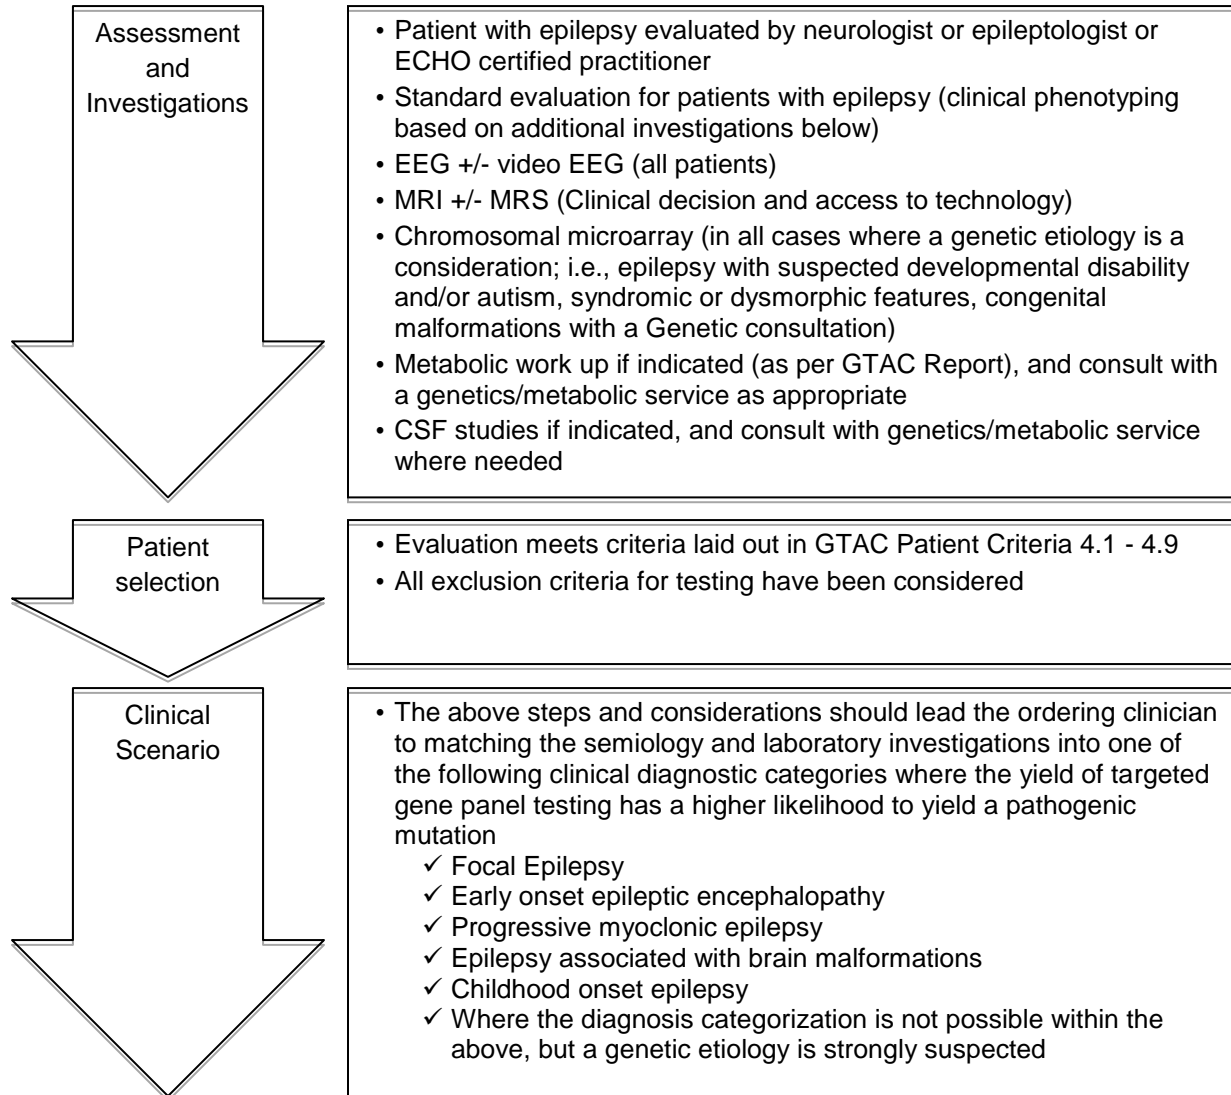 Assessment
and
Investigations
• Patient with epilepsy evaluated by neurologist or epileptologist or
ECHO certified practitioner
• Standard evaluation for patients with epilepsy (clinical phenotyping
based on additional investigations below)
• EEG +/- video EEG (all patients)
• MRI +/- MRS (Clinical decision and access to technology)
• Chromosomal microarray (in all cases where a genetic etiology is a
consideration; i.e., epilepsy with suspected developmental disability
and/or autism, syndromic or dysmorphic features, congenital
malformations with a Genetic consultation)
• Metabolic work up if indicated (as per GTAC Report), and consult with
a genetics/metabolic service as appropriate
• CSF studies if indicated, and consult with genetics/metabolic service
where needed
Patient
selection
• Evaluation meets criteria laid out in GTAC Patient Criteria 4.1 - 4.9
• All exclusion criteria for testing have been considered
Clinical
Scenario
• The above steps and considerations should lead the ordering clinician
to matching the semiology and laboratory investigations into one of
the following clinical diagnostic categories where the yield of targeted
gene panel testing has a higher likelihood to yield a pathogenic
mutation
✓ Focal Epilepsy
✓ Early onset epileptic encephalopathy
✓ Progressive myoclonic epilepsy
✓ Epilepsy associated with brain malformations
✓ Childhood onset epilepsy
✓ Where the diagnosis categorization is not possible within the
above, but a genetic etiology is strongly suspected